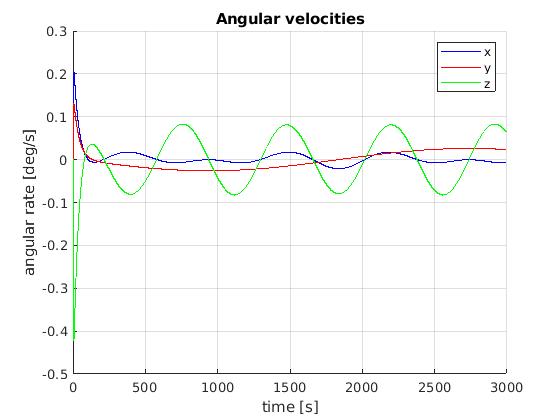 Angular velocities
0.3
0.2
0.1
0
-0.1
-0.2
-0.3
-0.4
-0.5
angular rate [deg/s]
x
y
z
0 500 1000 1500 2000 2500 3000
time [s]